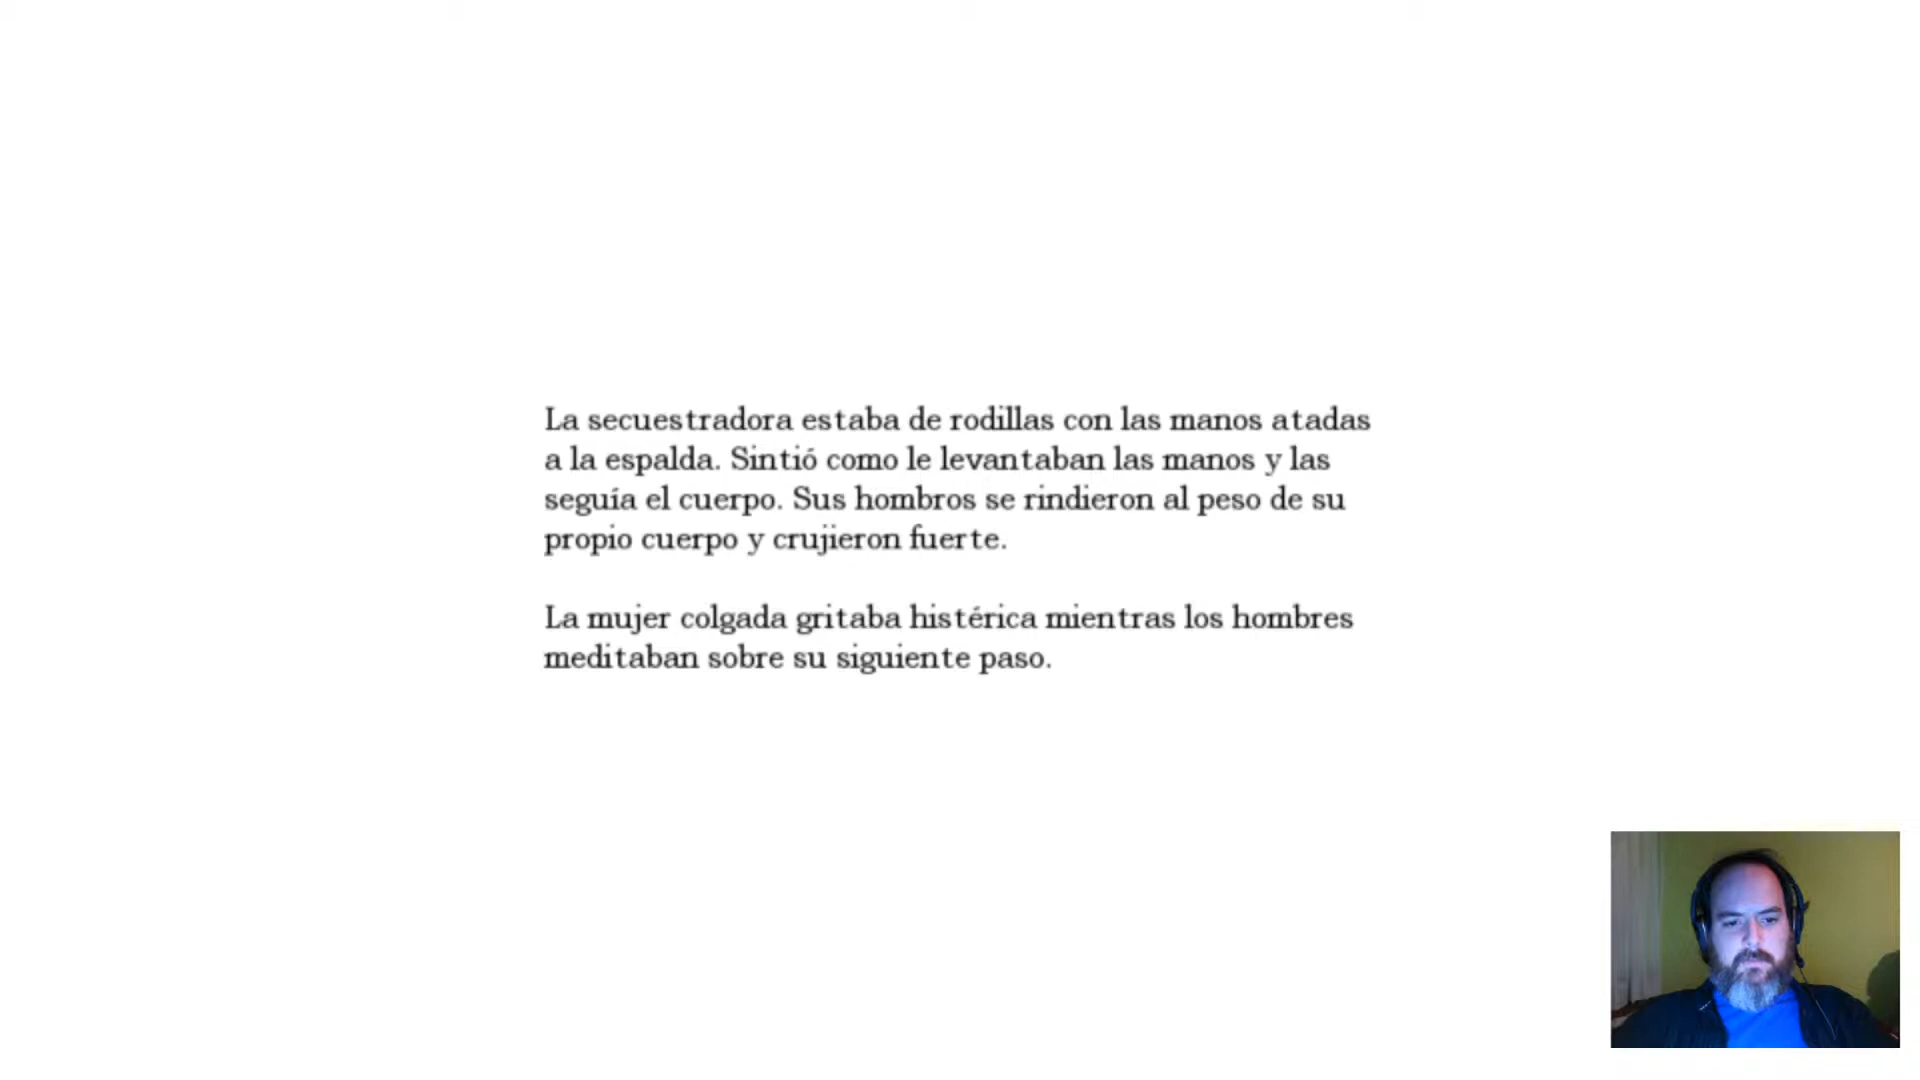 La secuestradora estaba de rodillas con las manos atadas
a la espalda. Sintió como le levantaban las manos y las
seguía el cuerpo. Sus hombros se rindieron al peso de su
propio cuerpo y crujieron fuerte.
La mujer colgada gritaba histérica mientras los hombres
meditaban sobre su siguiente paso.